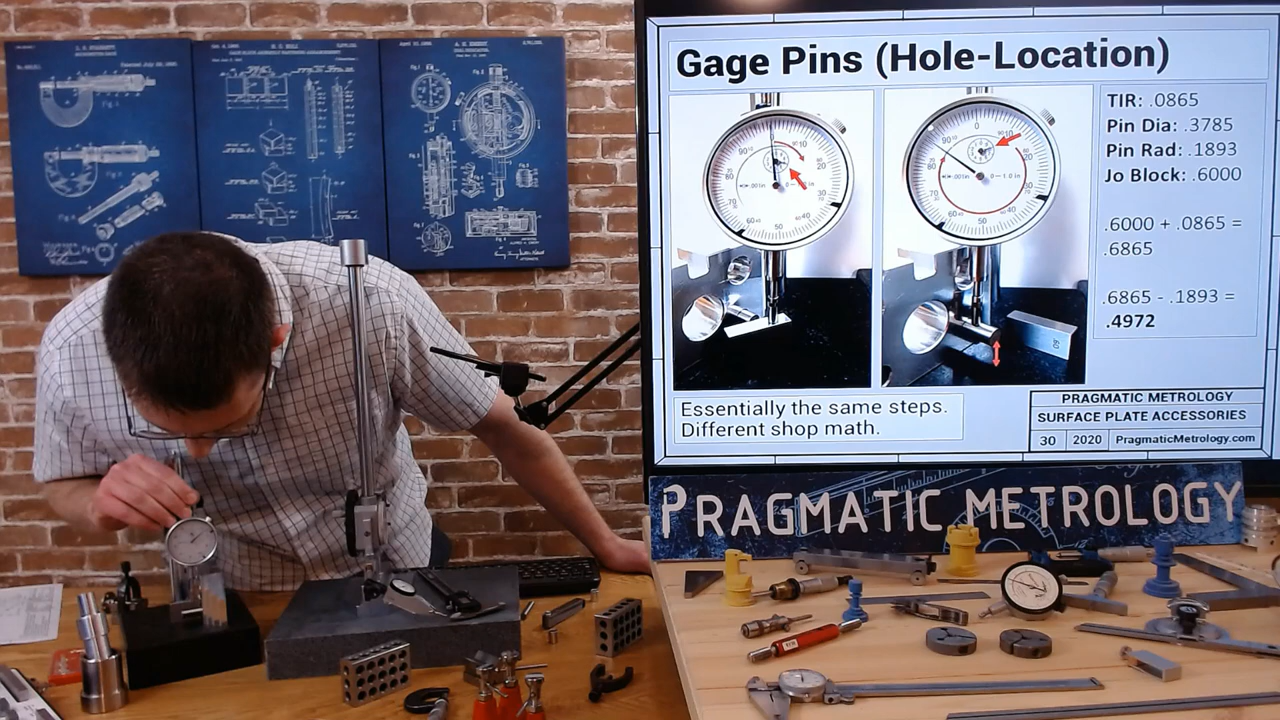 Gage Pins (Hole-Location)
TIR: .0865
Pin Dia: .3785
Pin Rad: .1893
Jo Block: .6000
.6000 + .0865 =
.6865
.6865 - .1893 =
.4972
Essentially the same steps.
Different shop math.
PRAGMATIC METROLOGY
SURFACE PLATE ACCESSORIES
30 2020 PragmaticMetrology.com
PRAGMATIC METROLOGY